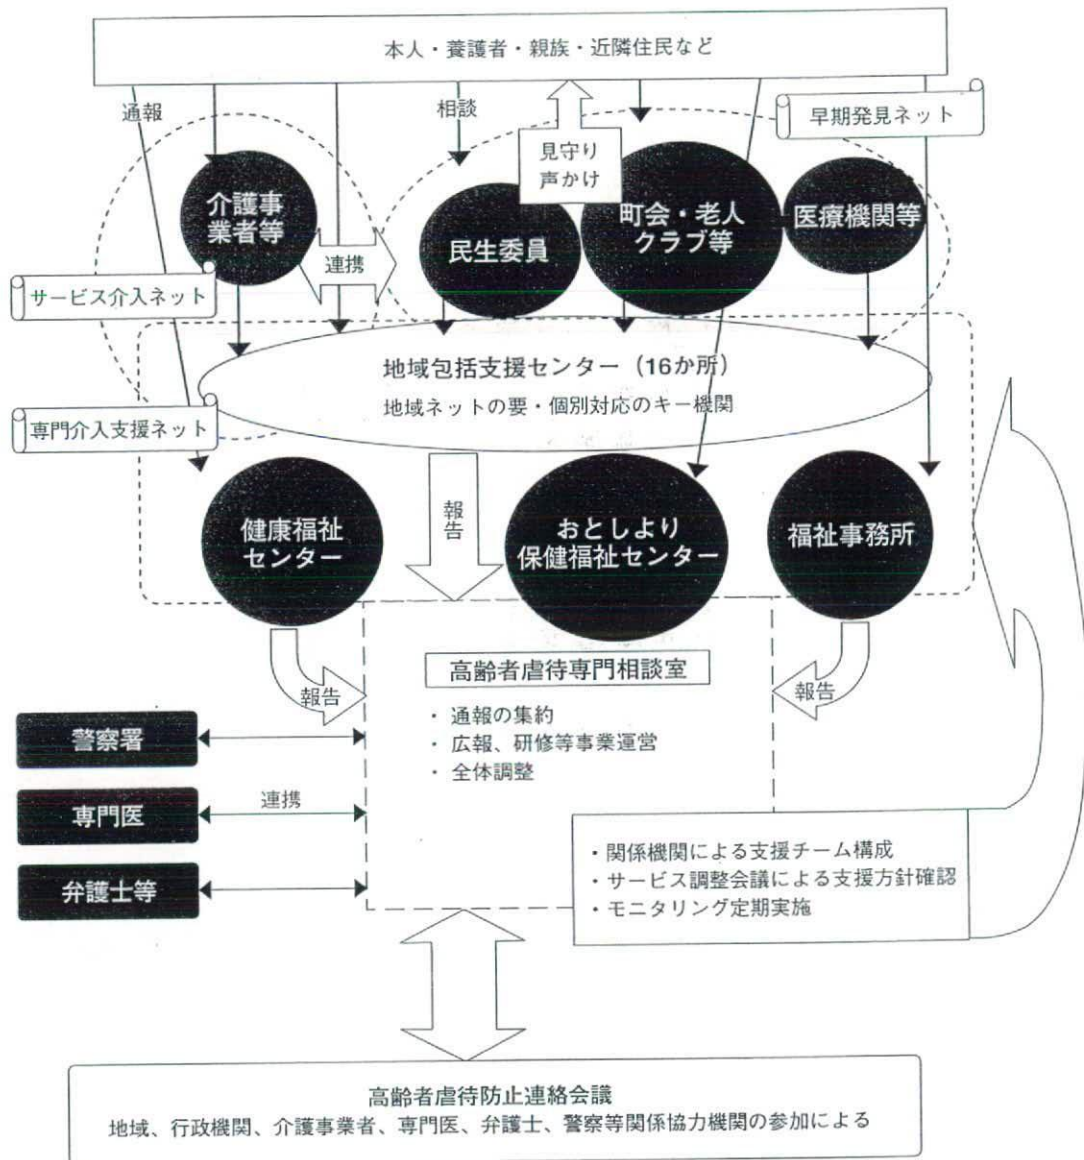 本人・養護者・親族・近隣住民など
通報
相談
早期発見ネット
見守り
声かけ
介護事
業者等
連携
民生委員
町会・老人
クラブ等
医療機関等
サービス介入ネット
地域包括支援センター（16か所）
地域ネットの要・個別対応のキー機関
専門介入支援ネット
報告
健康福祉
センター
おとしより
保健福祉センター
福祉事務所
報告
高齢者虐待専門相談室
報告
・ 通報の集約
・ 広報、研修等事業運営
・ 全体調整
警察署
専門医
連携
弁護士等
・関係機関による支援チーム構成
・サービス調整会議による支援方針確認
・モニタリング定期実施
高齢者虐待防止連絡会議
地域、行政機関、介護事業者、専門医、弁護士、警察等関係協力機関の参加による